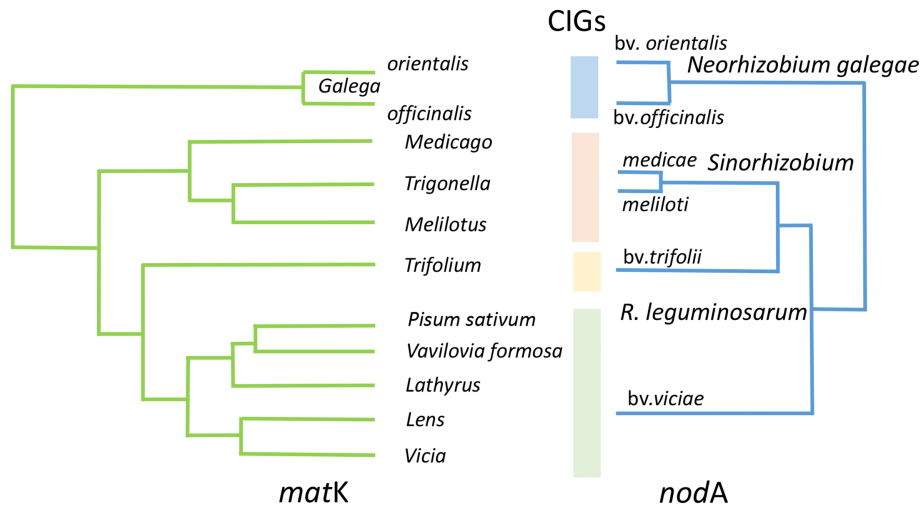 CIGs
orientalis
Galega
officinalis
Medicago
Trigonella
Melilotus
Trifolium
Pisum sativum
Vavilovia formosa
Lathyrus
Lens
Vicia
matK
bv. orientalis
Neorhizobium galegae
bv.officinalis
medicae
Sinorhizobium
meliloti
bv.trifolii
R. leguminosarum
bv.viciae
nodA